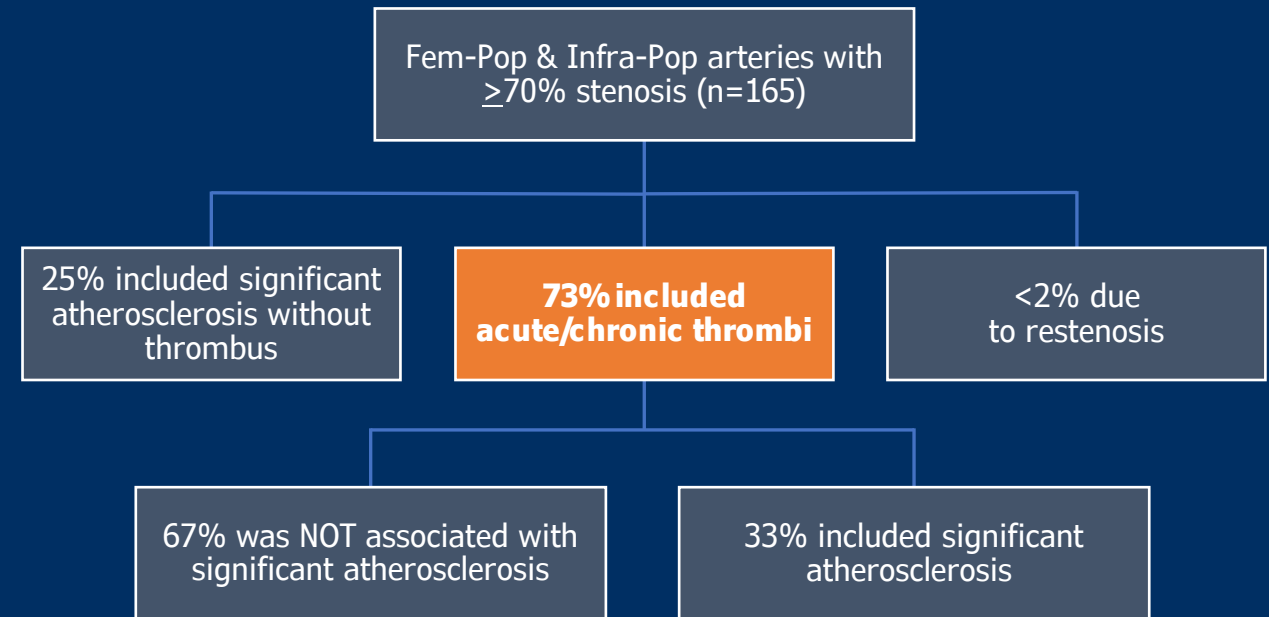 Fem-Pop & Infra-Pop arteries with
≥70% stenosis (n=165)
25% included significant
atherosclerosis without
thrombus
73% included
acute/chronic thrombi
<2% due
to restenosis
67% was NOT associated with
significant atherosclerosis
33% included significant
atherosclerosis